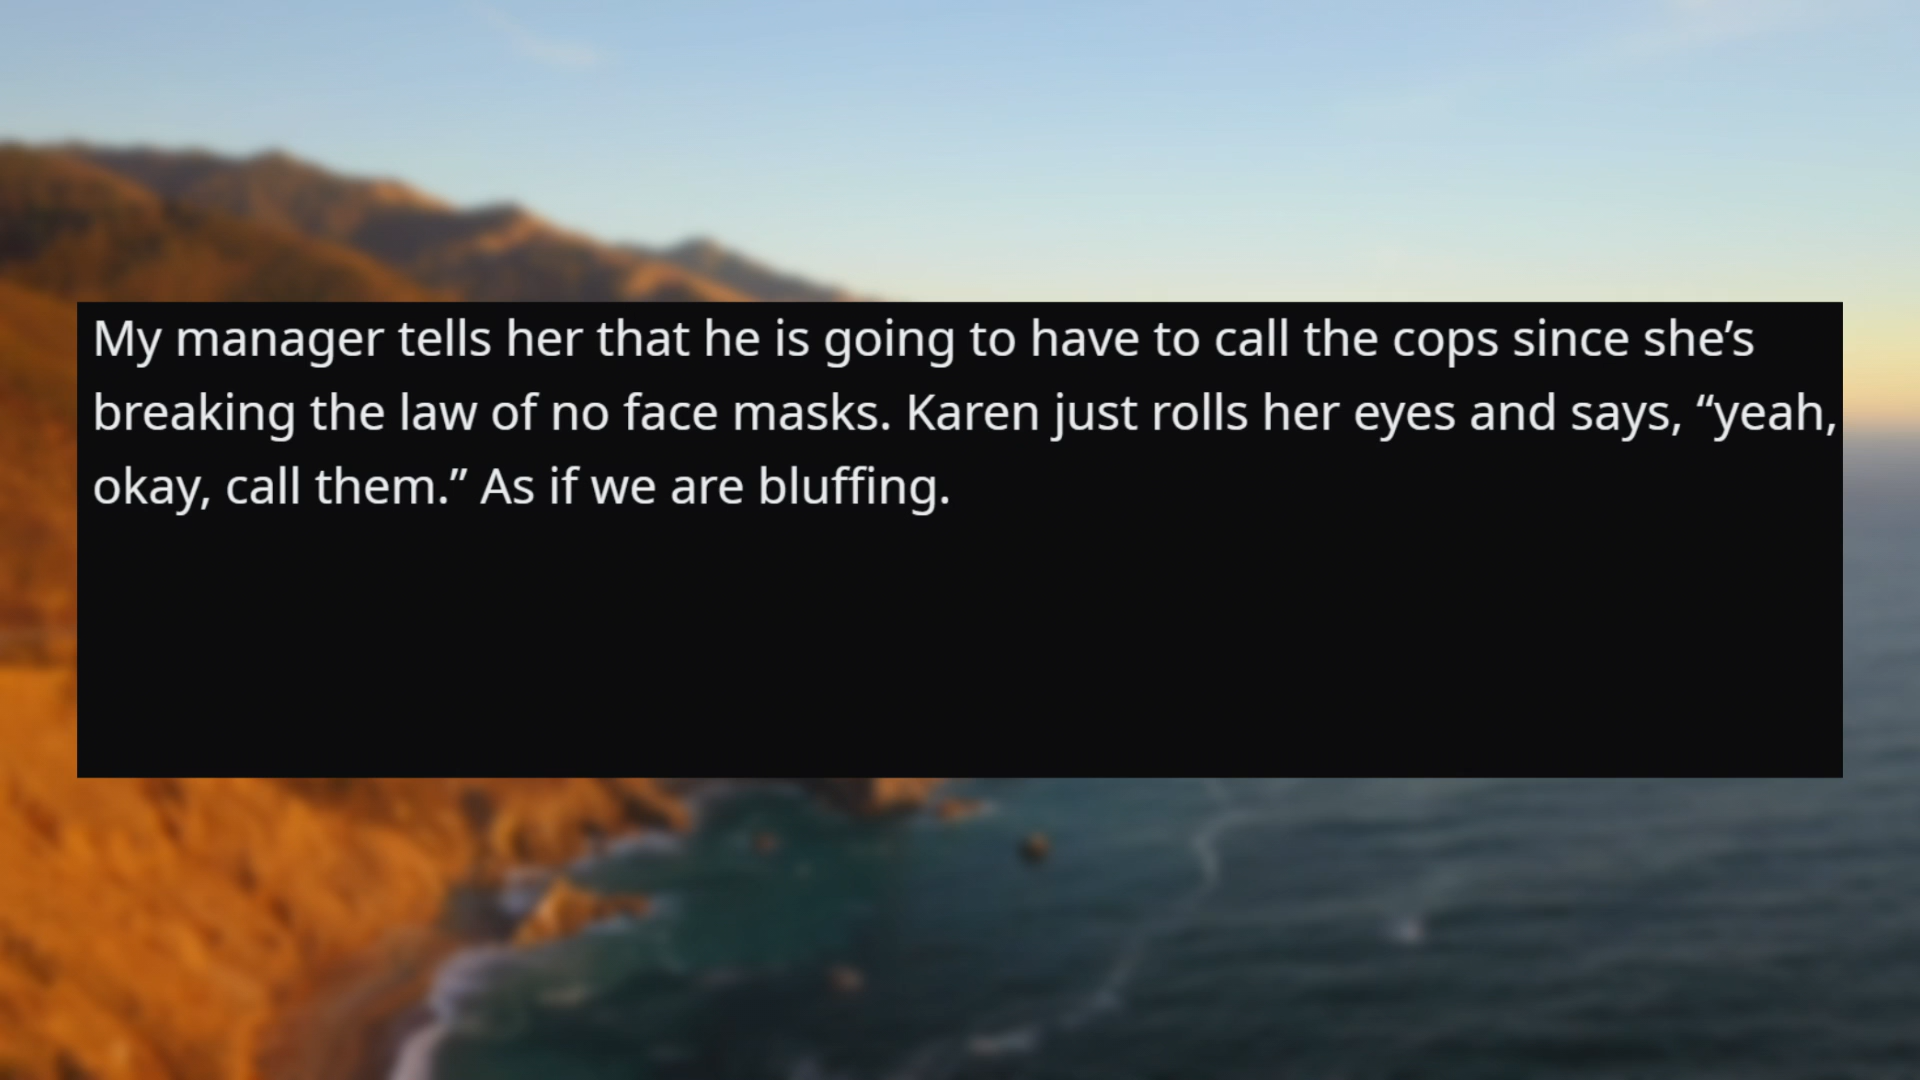 My manager tells her that he is going to have to call the cops since she’s
breaking the law of no face masks. Karen just rolls her eyes and says, “yeah,
okay, call them.” As if we are bluffing.